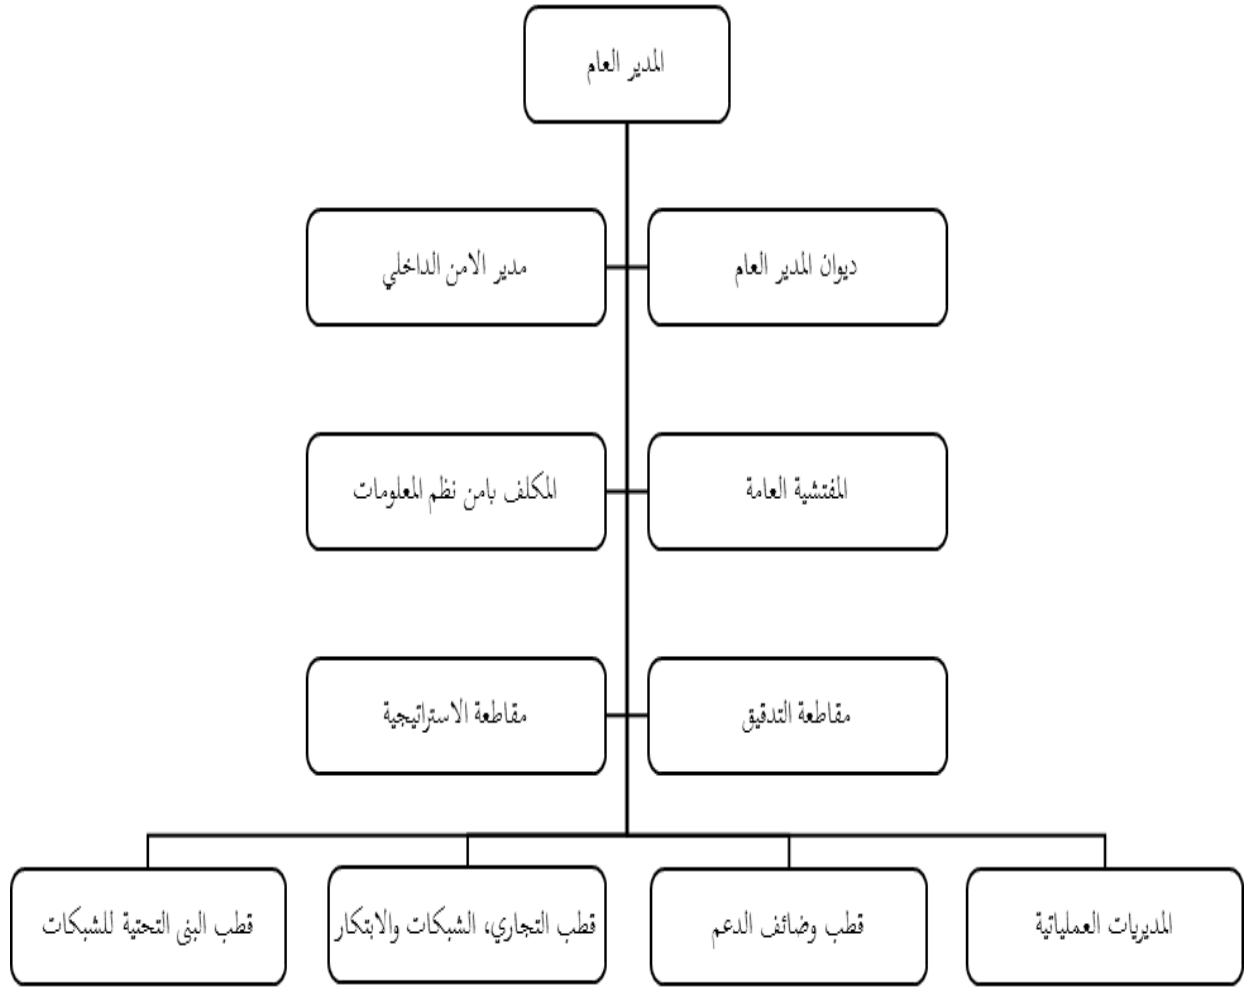 المدير العام
ديوان المدير العام
مدير الامن الداخلي
المفتشية العامة
المكلف بامن نظم المعلومات
مقاطعة التدقيق
مقاطعة الاستراتيجية
المديريات العملياتية
قطب وضائف الدعم
قطب التجاري، الشبكات والابتكار
قطب البنى التحتية للشبكات